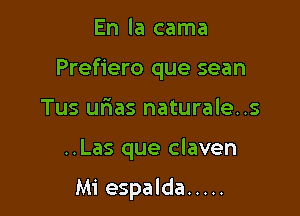 En la cama
Prefiero que sean
Tus uñas naturale..s
..Las que claven
Mi espalda.....